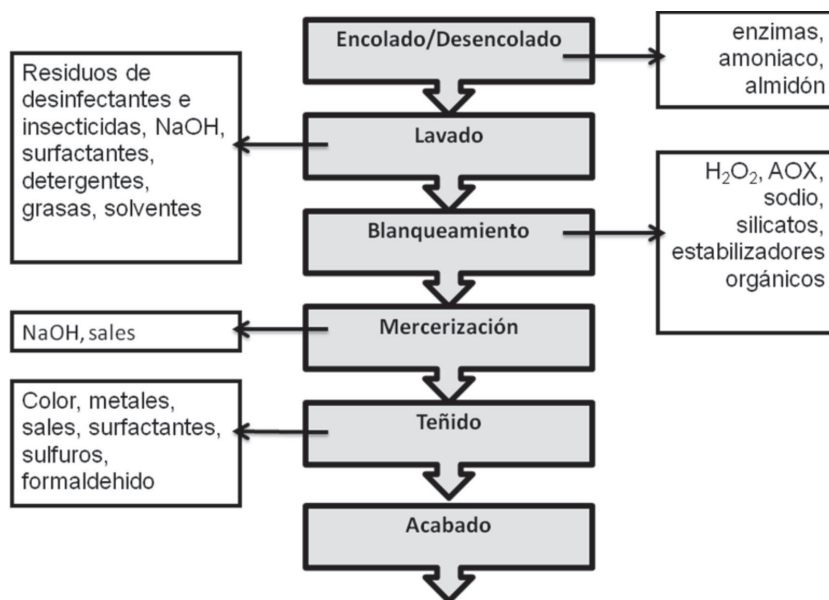 Encolado/Desencolado
enzimas,
amoniaco,
almidón
Residuos de
desinfectantes e
insecticidas, NaOH,
surfactantes,
detergentes,
grasas, solventes
Lavado
H₂O₂, AOX,
sodio,
silicatos,
estabilizadores
orgánicos
Blanqueamiento
NaOH, sales
Mercerización
Color, metales,
sales, surfactantes,
sulfuros,
formaldehido
Teñido
Acabado